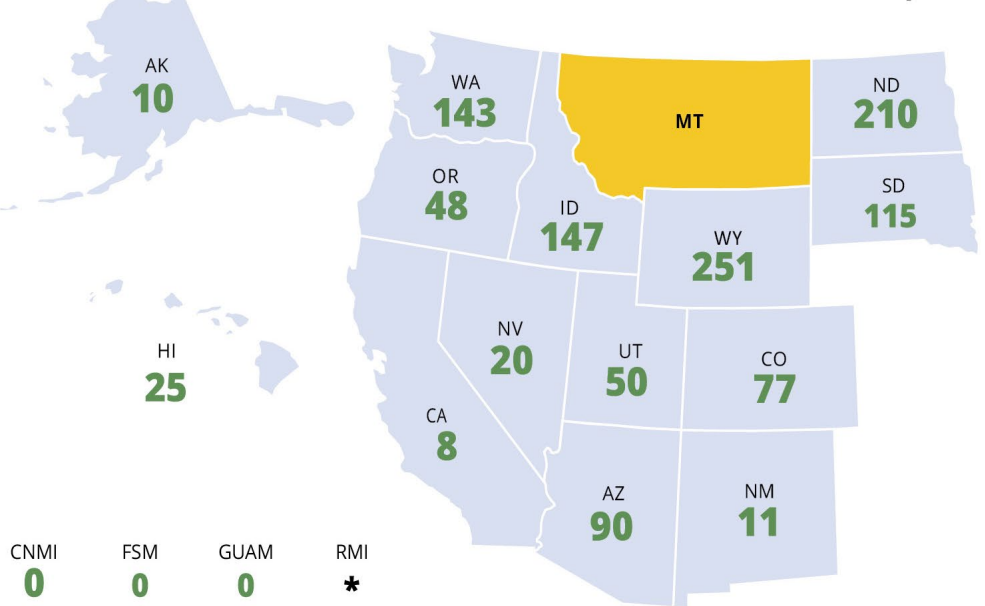 AK
10
WA
143
MT
ND
210
OR
48
ID
147
SD
115
WY
251
HI
25
NV
20
UT
50
CO
77
CA
8
AZ
90
NM
11
CNMI
0
FSM
0
GUAM
0
RMI
*